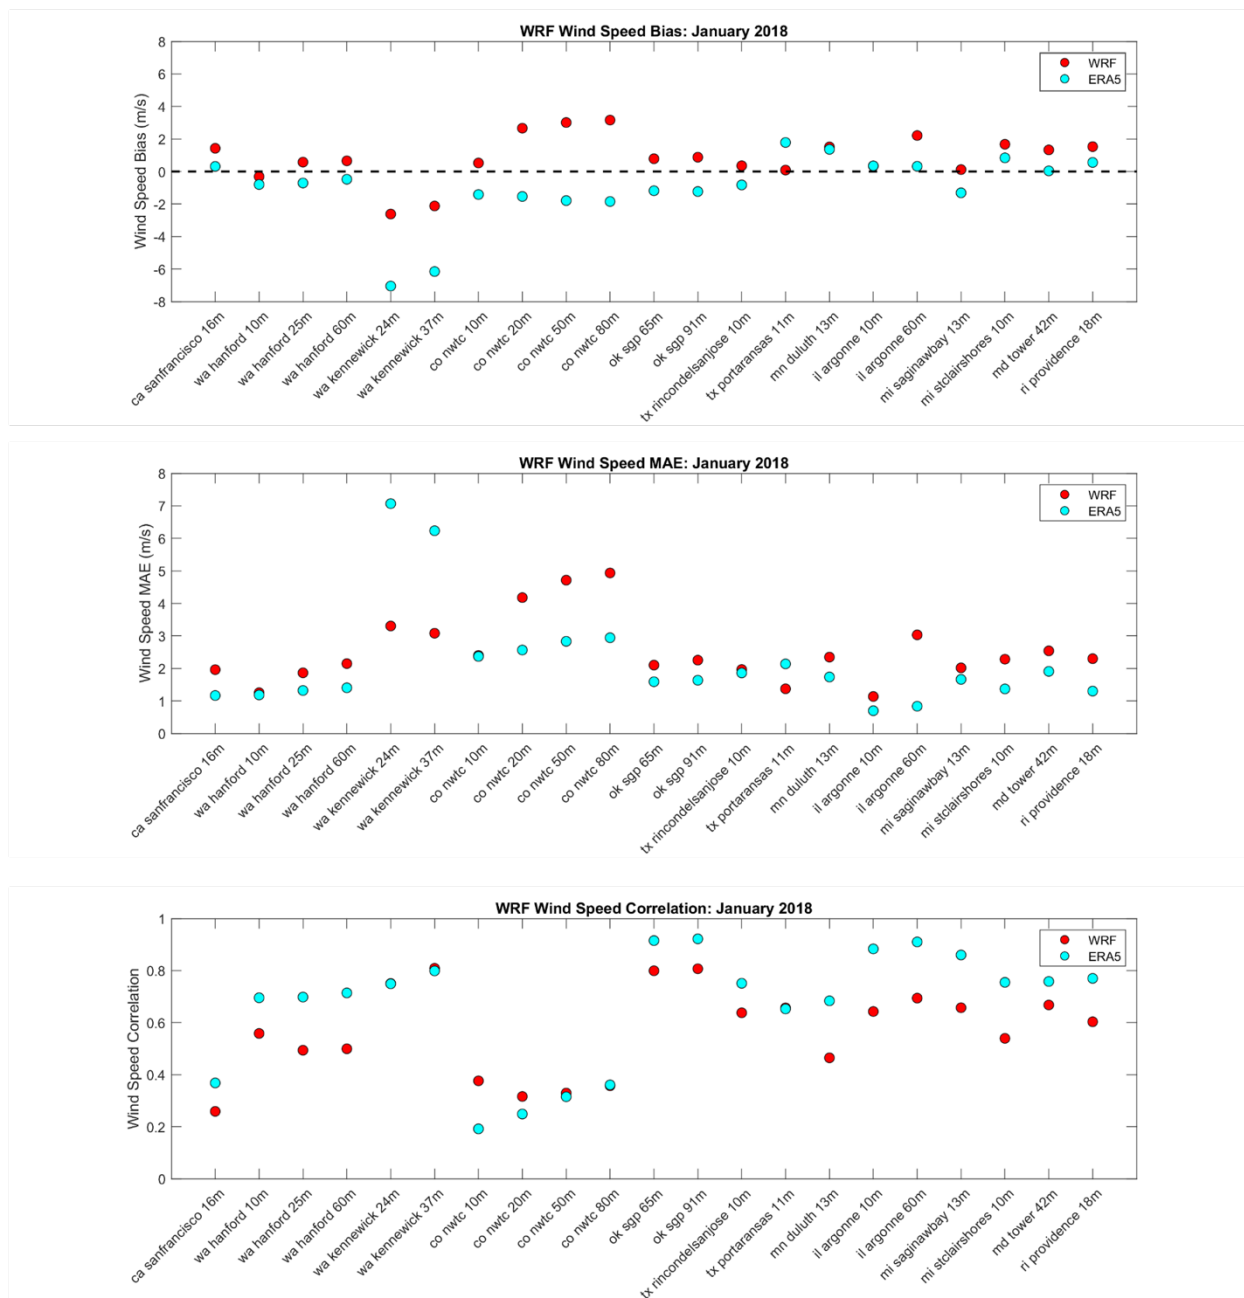 WRF Wind Speed Bias: January 2018
Wind Speed Bias (m/s)
8
6
4
2
0
-2
-4
-6
-8
WRF
ERA5
ca sanfrancisco 16m
wa hanford 10m
wa hanford 25m
wa hanford 60m
wa kennewick 24m
wa kennewick 37m
co nwtc 10m
co nwtc 20m
co nwtc 50m
co nwtc 80m
ok sgp 65m
ok sgp 91m
tx rincondelsanjose 10m
tx portaransas 11m
mn duluth 13m
il argonne 10m
il argonne 60m
mi saginawbay 13m
mi stclairshores 10m
md tower 42m
ri providence 18m
WRF Wind Speed MAE: January 2018
Wind Speed MAE (m/s)
8
7
6
5
4
3
2
1
0
WRF
ERA5
ca sanfrancisco 16m
wa hanford 10m
wa hanford 25m
wa hanford 60m
wa kennewick 24m
wa kennewick 37m
co nwtc 10m
co nwtc 20m
co nwtc 50m
co nwtc 80m
ok sgp 65m
ok sgp 91m
tx rincondelsanjose 10m
tx portaransas 11m
mn duluth 13m
il argonne 10m
il argonne 60m
mi saginawbay 13m
mi stclairshores 10m
md tower 42m
ri providence 18m
WRF Wind Speed Correlation: January 2018
Wind Speed Correlation
1
0.8
0.6
0.4
0.2
0
WRF
ERA5
ca sanfrancisco 16m
wa hanford 10m
wa hanford 25m
wa hanford 60m
wa kennewick 24m
wa kennewick 37m
co nwtc 10m
co nwtc 20m
co nwtc 50m
co nwtc 80m
ok sgp 65m
ok sgp 91m
tx rincondelsanjose 10m
tx portaransas 11m
mn duluth 13m
il argonne 10m
il argonne 60m
mi saginawbay 13m
mi stclairshores 10m
md tower 42m
ri providence 18m